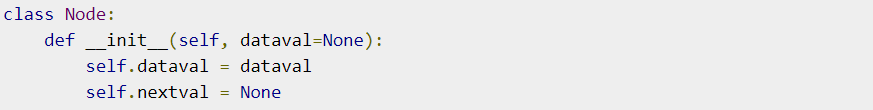 class Node:
    def __init__(self, dataval=None):
        self.dataval = dataval
        self.nextval = None